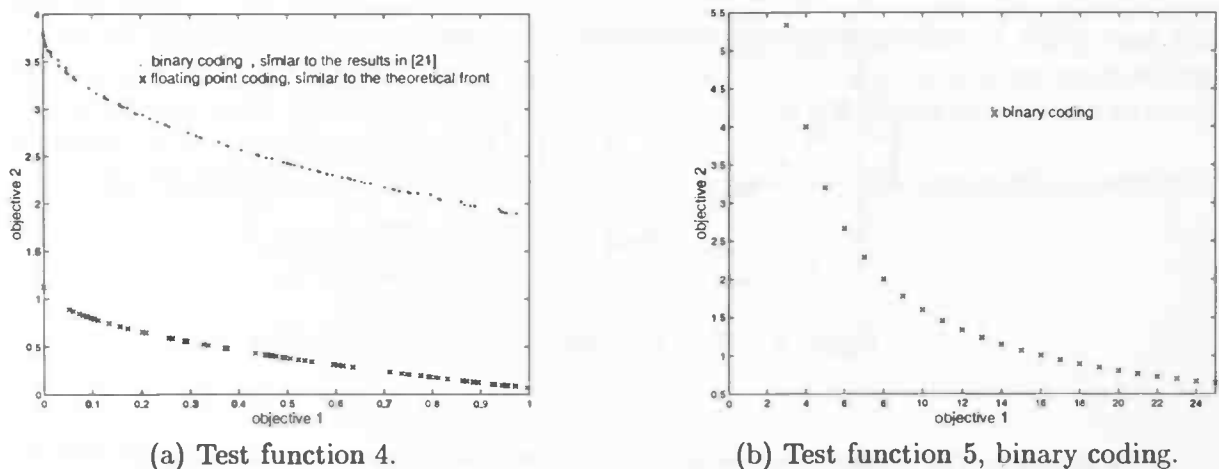 4
3.5
3
2.5
2
1.5
1
0.5
0
objective 2
. binary coding , similar to the results in [21]
x floating point coding, similar to the theoretical front
0 0.1 0.2 0.3 0.4 0.5 0.6 0.7 0.8 0.9 1
objective 1
(a) Test function 4.
5.5
5
4.5
4
3.5
3
2.5
2
1.5
1
0.5
objective 2
x binary coding
0 2 4 6 8 10 12 14 16 18 20 22 24
objective 1
(b) Test function 5, binary coding.